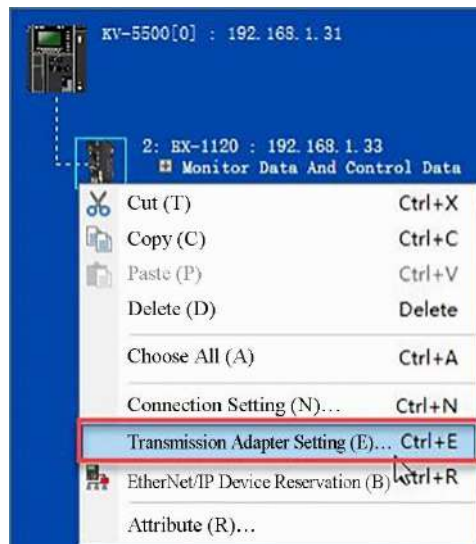 KV-5500[0] : 192.168.1.31
2: BX-1120 : 192.168.1.33
Monitor Data And Control Data
Cut (T) Ctrl+X
Copy (C) Ctrl+C
Paste (P) Ctrl+V
Delete (D) Delete
Choose All (A) Ctrl+A
Connection Setting (N)... Ctrl+N
Transmission Adapter Setting (E)... Ctrl+E
EtherNet/IP Device Reservation (B) Ctrl+R
Attribute (R)...